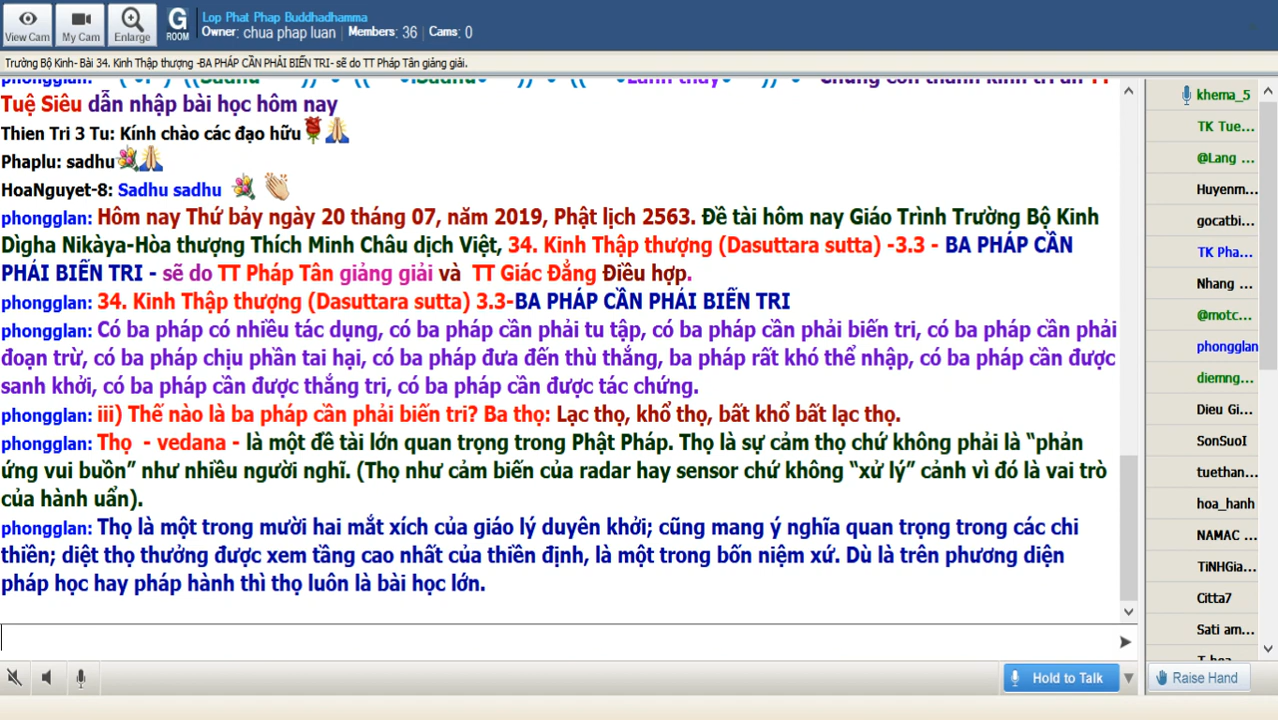 Lop Phat Phap Buddhadhamma
Owner: chua phap luan | Members: 36 | Cams: 0
View Cam
My Cam
Enlarge
G
ROOM
Trường Bộ Kinh- Bài 34. Kinh Thập thượng -BA PHÁP CẦN PHẢI BIẾN TRI- sẽ do TT Pháp Tân giảng giải.
Tuệ Siêu dẫn nhập bài học hôm nay
Thien Tri 3 Tu: Kính chào các đạo hữu
Phaplu: sadhu
HoaNguyet-8: Sadhu sadhu
phongglan: Hôm nay Thứ bảy ngày 20 tháng 07, năm 2019, Phật lịch 2563. Đề tài hôm nay Giáo Trình Trường Bộ Kinh
Dìgha Nikàya-Hòa thượng Thích Minh Châu dịch Việt, 34. Kinh Thập thượng (Dasuttara sutta) -3.3 - BA PHÁP CẦN
PHẢI BIẾN TRI - sẽ do TT Pháp Tân giảng giải và TT Giác Đẳng Điều hợp.
phongglan: 34. Kinh Thập thượng (Dasuttara sutta) 3.3-BA PHÁP CẦN PHẢI BIẾN TRI
phongglan: Có ba pháp có nhiều tác dụng, có ba pháp cần phải tu tập, có ba pháp cần phải biến tri, có ba pháp cần phải
đoạn trừ, có ba pháp chịu phần tai hại, có ba pháp đưa đến thù thắng, ba pháp rất khó thể nhập, có ba pháp cần được
sanh khởi, có ba pháp cần được thắng tri, có ba pháp cần được tác chứng.
phongglan: iii) Thế nào là ba pháp cần phải biến tri? Ba thọ: Lạc thọ, khổ thọ, bất khổ bất lạc thọ.
phongglan: Thọ - vedana - là một đề tài lớn quan trọng trong Phật Pháp. Thọ là sự cảm thọ chứ không phải là “phản
ứng vui buồn” như nhiều người nghĩ. (Thọ như cảm biến của radar hay sensor chứ không “xử lý” cảnh vì đó là vai trò
của hành uẩn).
phongglan: Thọ là một trong mười hai mắt xích của giáo lý duyên khởi; cũng mang ý nghĩa quan trọng trong các chi
thiền; diệt thọ thưởng được xem tầng cao nhất của thiền định, là một trong bốn niệm xứ. Dù là trên phương diện
pháp học hay pháp hành thì thọ luôn là bài học lớn.
khema_5
TK Tue...
@Lang ...
Huyenm...
gocatbi...
TK Pha...
Nhang ...
@motc...
phongglan
diemng...
Dieu Gi...
SonSuoI
tuethan...
hoa_hanh
NAMAC ...
TiNHGia...
Citta7
Sati am...
Hold to Talk
Raise Hand